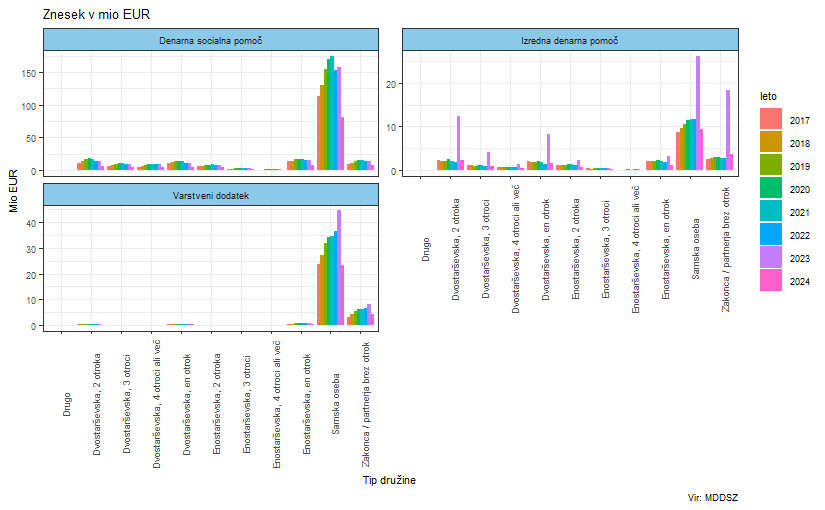 Znesek v mio EUR
Denarna socialna pomoč
Izredna denarna pomoč
150
100
50
0
20
10
0
Varstveni dodatek
40
30
20
10
0
Mio EUR
Drugo
Dvostarševska, 2 otroka
Dvostarševska, 3 otroci
Dvostarševska, 4 otroci ali več
Dvostarševska, en otrok
Enostarševska, 2 otroka
Enostarševska, 3 otroci
Enostarševska, 4 otroci ali več
Enostarševska, en otrok
Samska oseba
Zakonca / partnerja brez otrok
Drugo
Dvostarševska, 2 otroka
Dvostarševska, 3 otroci
Dvostarševska, 4 otroci ali več
Dvostarševska, en otrok
Enostarševska, 2 otroka
Enostarševska, 3 otroci
Enostarševska, 4 otroci ali več
Enostarševska, en otrok
Samska oseba
Zakonca / partnerja brez otrok
Tip družine
leto
2017
2018
2019
2020
2021
2022
2023
2024
Vir: MDDSZ